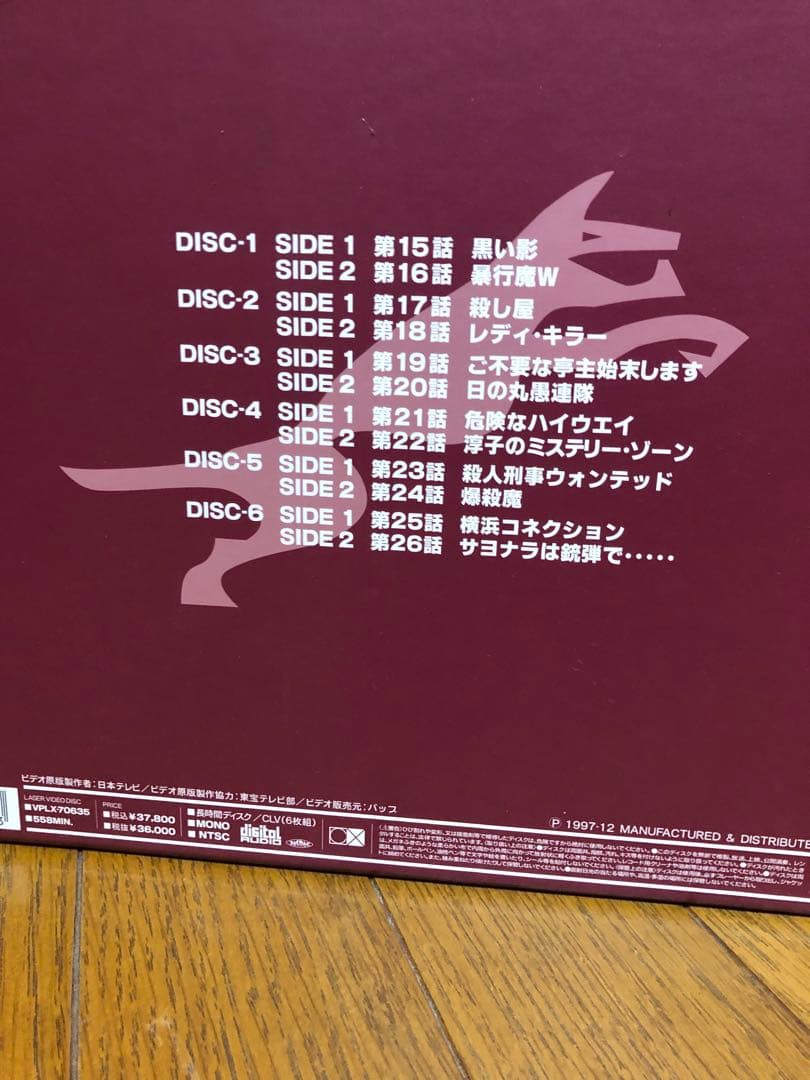 DISC-1 SIDE 1 第15話 黒い影
SIDE 2 第16話 暴行魔W
DISC-2 SIDE 1 第17話 殺し屋
SIDE 2 第18話 レディ・キラー
DISC-3 SIDE 1 第19話 ご不要な亭主始末します
SIDE 2 第20話 日の丸愚連隊
DISC-4 SIDE 1 第21話 危険なハイウエイ
SIDE 2 第22話 淳子のミステリー・ゾーン
DISC-5 SIDE 1 第23話 殺人刑事ウォンテッド
SIDE 2 第24話 爆殺魔
DISC-6 SIDE 1 第25話 横浜コネクション
SIDE 2 第26話 サヨナラは銃弾で・・・・・
ビデオ原版製作者：日本テレビ／ビデオ原版製作協力：東宝テレビ部／ビデオ販売元：バップ
LASER VIDEO DISC
■VPLX-70635
■558MIN.
PRICE
■税込¥37.800
■税抜¥36.000
■長時間ディスク／CLV(6枚組)
■MONO
■NTSC
digital AUDIO
Ⓟ 1997-12 MANUFACTURED & DISTRIBUTE